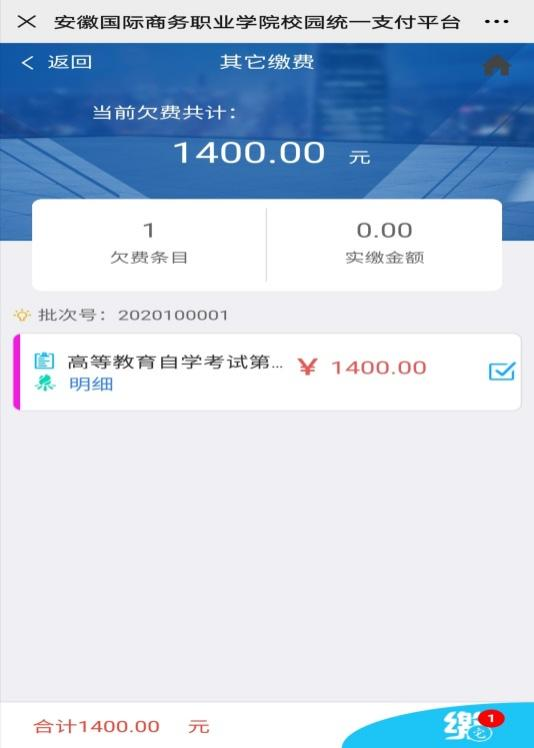 安徽国际商务职业学院校园统一支付平台
返回
其它缴费
当前欠费共计：
1400.00 元
1
欠费条目
0.00
实缴金额
批次号：2020100001
高等教育自学考试第...
¥ 1400.00
明细
合计1400.00 元
缴
1